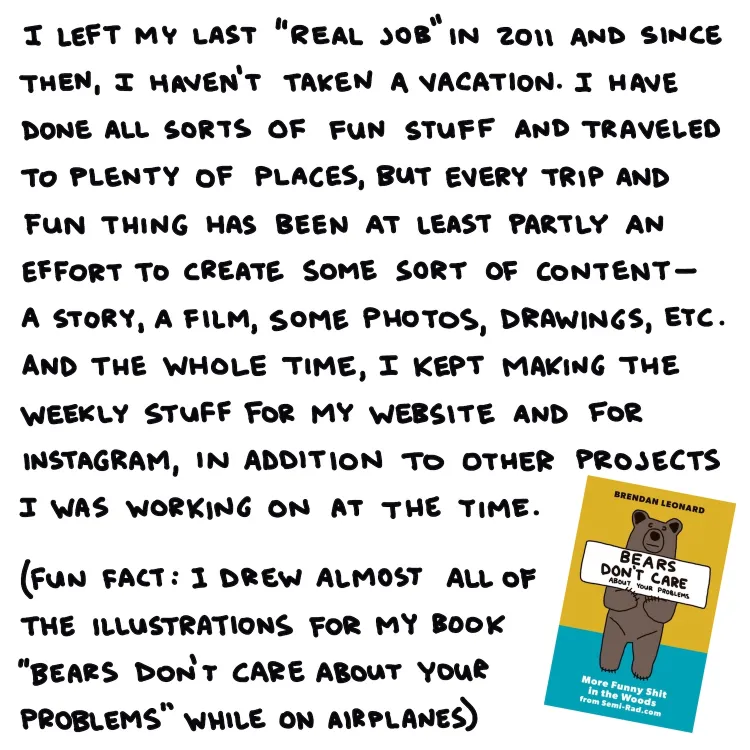 I LEFT MY LAST "REAL JOB" IN 2011 AND SINCE
THEN, I HAVEN'T TAKEN A VACATION. I HAVE
DONE ALL SORTS OF FUN STUFF AND TRAVELED
TO PLENTY OF PLACES, BUT EVERY TRIP AND
FUN THING HAS BEEN AT LEAST PARTLY AN
EFFORT TO CREATE SOME SORT OF CONTENT—
A STORY, A FILM, SOME PHOTOS, DRAWINGS, ETC.
AND THE WHOLE TIME, I KEPT MAKING THE
WEEKLY STUFF FOR MY WEBSITE AND FOR
INSTAGRAM, IN ADDITION TO OTHER PROJECTS
I WAS WORKING ON AT THE TIME.
(FUN FACT: I DREW ALMOST ALL OF
THE ILLUSTRATIONS FOR MY BOOK
"BEARS DON'T CARE ABOUT YOUR
PROBLEMS" WHILE ON AIRPLANES)
BRENDAN LEONARD
BEARS
DON'T CARE
ABOUT YOUR PROBLEMS
More Funny Shit
in the Woods
from Semi-Rad.com